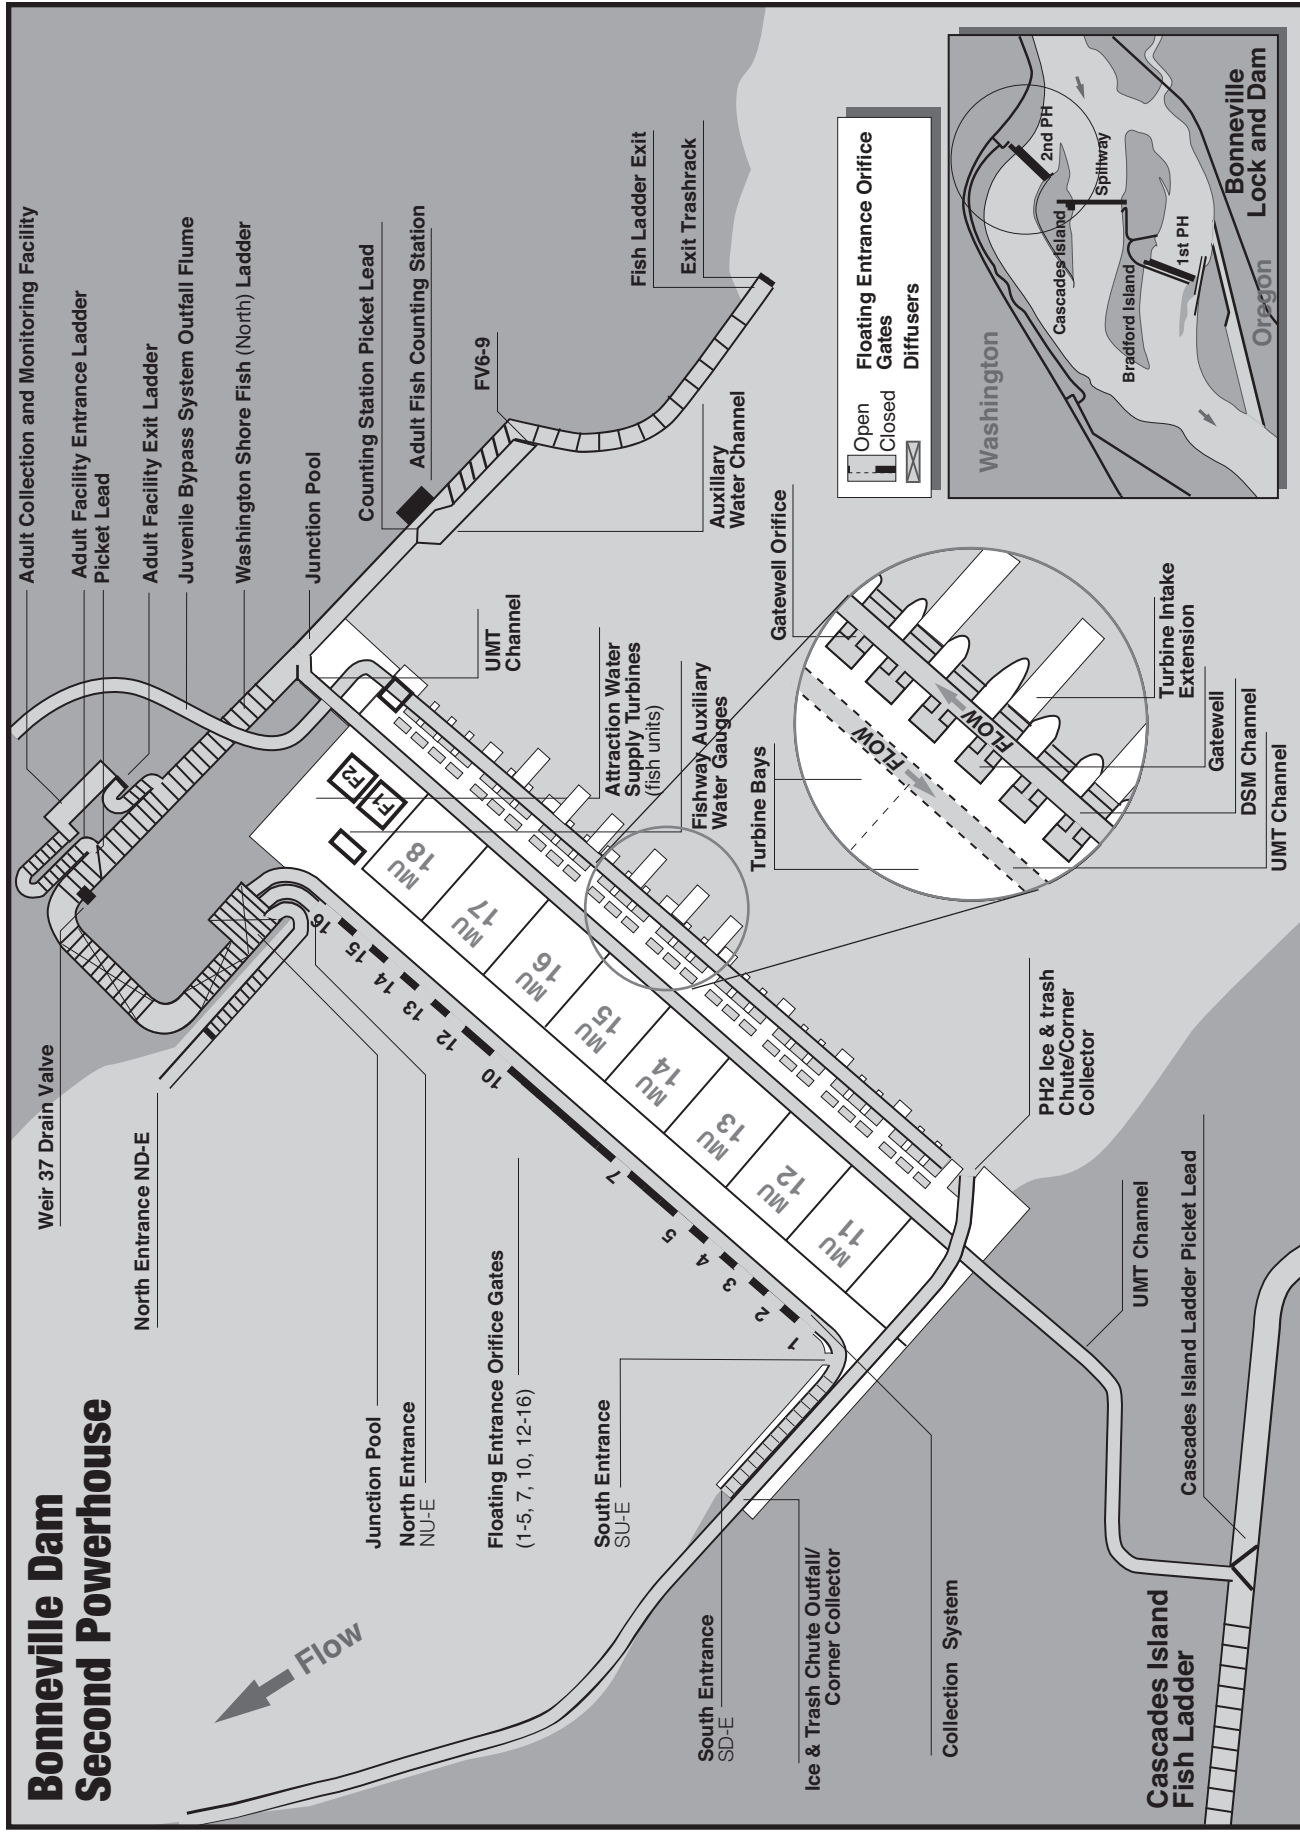 Bonneville Dam
Second Powerhouse
Flow
Weir 37 Drain Valve
North Entrance ND-E
Junction Pool
North Entrance
NU-E
Floating Entrance Orifice Gates
(1-5, 7, 10, 12-16)
South Entrance
SU-E
South Entrance
SD-E
Ice & Trash Chute Outfall/
Corner Collector
Collection System
Cascades Island
Fish Ladder
Cascades Island Ladder Picket Lead
UMT Channel
PH2 Ice & trash
Chute/Corner
Collector
Adult Collection and Monitoring Facility
Adult Facility Entrance Ladder
Picket Lead
Adult Facility Exit Ladder
Juvenile Bypass System Outfall Flume
Washington Shore Fish (North) Ladder
Junction Pool
Counting Station Picket Lead
Adult Fish Counting Station
FV6-9
Fish Ladder Exit
Exit Trashrack
Auxillary
Water Channel
UMT
Channel
Attraction Water
Supply Turbines
(fish units)
Fishway Auxiliary
Water Gauges
1
2
3
4
5
7
10
12
13
14
15
16
MU
11
MU
12
MU
13
MU
14
MU
15
MU
16
MU
17
MU
18
F1
F2
Turbine Bays
Gatewell Orifice
FLOW
FLOW
Turbine Intake
Extension
Gatewell
DSM Channel
UMT Channel
Open
Closed
Floating Entrance Orifice
Gates
Diffusers
Washington
Cascades Island
Bradford Island
2nd PH
Spillway
1st PH
Oregon
Bonneville
Lock and Dam